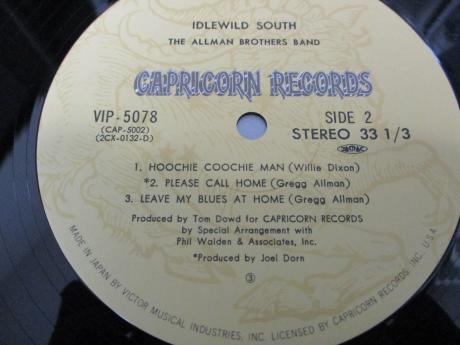 IDLEWILD SOUTH
THE ALLMAN BROTHERS BAND
CAPRICORN RECORDS
VIP-5078
(CAP-5002)
(2CX-0132-D)
SIDE 2
STEREO 33 1/3
1. HOOCHIE COOCHIE MAN (Willie Dixon)
*2. PLEASE CALL HOME (Gregg Allman)
3. LEAVE MY BLUES AT HOME (Gregg Allman)
Produced by Tom Dowd for CAPRICORN RECORDS
by Special Arrangement with
Phil Walden & Associates, Inc.
*Produced by Joel Dorn
③
MADE IN JAPAN BY VICTOR MUSICAL INDUSTRIES, INC. LICENSED BY CAPRICORN RECORDS, INC. U.S.A.